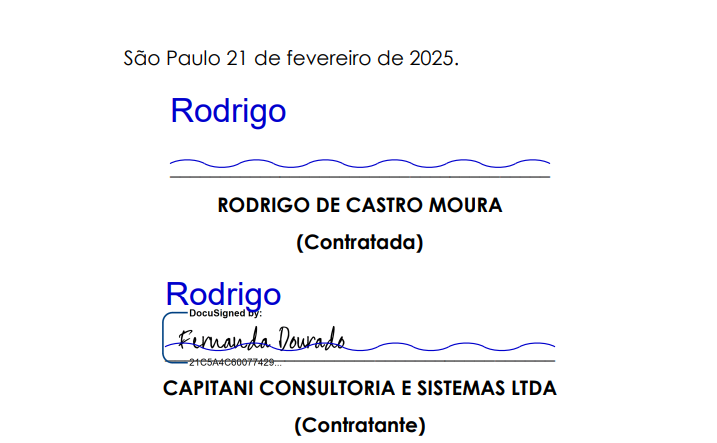 São Paulo 21 de fevereiro de 2025.
Rodrigo
RODRIGO DE CASTRO MOURA
(Contratada)
Rodrigo
DocuSigned by:
Fernanda Dourado
21C5A4C60077429...
CAPITANI CONSULTORIA E SISTEMAS LTDA
(Contratante)